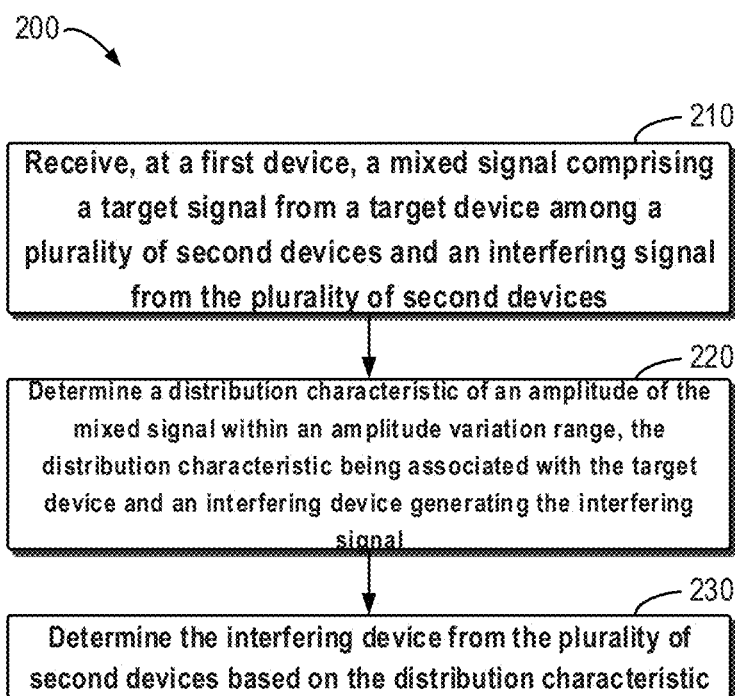 200
210
Receive, at a first device, a mixed signal comprising
a target signal from a target device among a
plurality of second devices and an interfering signal
from the plurality of second devices
220
Determine a distribution characteristic of an amplitude of the
mixed signal within an amplitude variation range, the
distribution characteristic being associated with the target
device and an interfering device generating the interfering
signal
230
Determine the interfering device from the plurality of
second devices based on the distribution characteristic